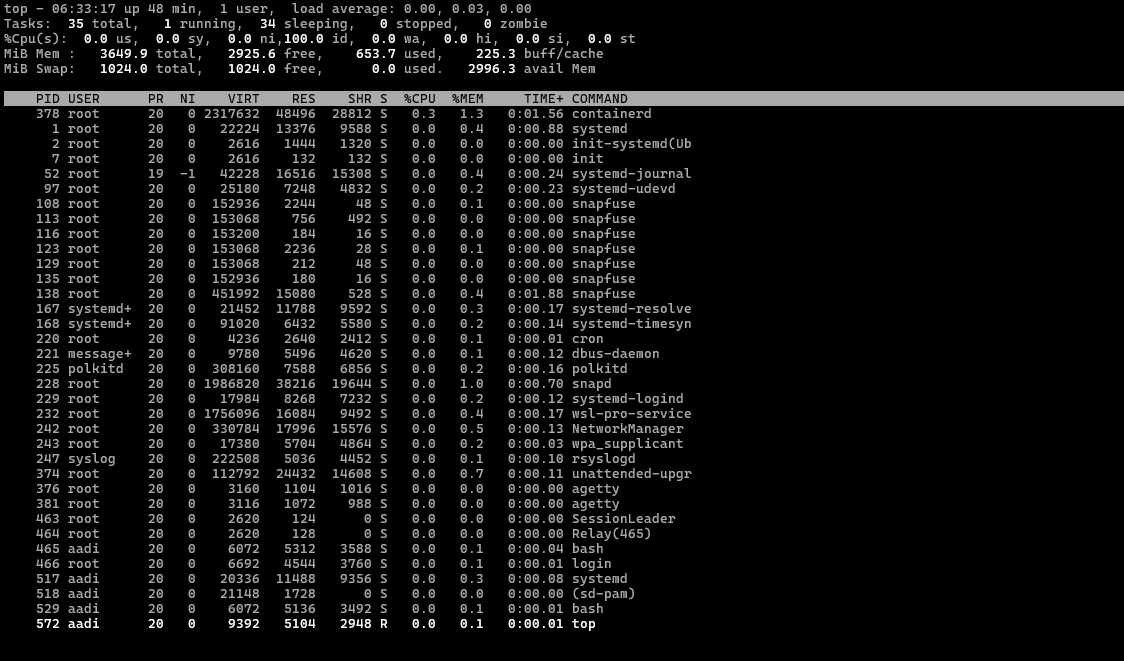 top - 06:33:17 up 48 min,  1 user,  load average: 0.00, 0.03, 0.00
Tasks:  35 total,   1 running,  34 sleeping,   0 stopped,   0 zombie
%Cpu(s):  0.0 us,  0.0 sy,  0.0 ni,100.0 id,  0.0 wa,  0.0 hi,  0.0 si,  0.0 st
MiB Mem :   3649.9 total,   2925.6 free,    653.7 used,    225.3 buff/cache
MiB Swap:   1024.0 total,   1024.0 free,      0.0 used.   2996.3 avail Mem
PID USER      PR  NI    VIRT    RES    SHR S  %CPU  %MEM     TIME+ COMMAND
378 root      20   0 2317632  48496  28812 S   0.3   1.3   0:01.56 containerd
1 root      20   0   22224  13376   9588 S   0.0   0.4   0:00.88 systemd
2 root      20   0    2616   1444   1320 S   0.0   0.0   0:00.00 init-systemd(Ub
7 root      20   0    2616    132    132 S   0.0   0.0   0:00.00 init
52 root      19  -1   42228  16516  15308 S   0.0   0.4   0:00.24 systemd-journal
97 root      20   0   25180   7248   4832 S   0.0   0.2   0:00.23 systemd-udevd
108 root      20   0  152936   2244     48 S   0.0   0.1   0:00.00 snapfuse
113 root      20   0  153068    756    492 S   0.0   0.0   0:00.00 snapfuse
116 root      20   0  153200    184     16 S   0.0   0.0   0:00.00 snapfuse
123 root      20   0  153068   2236     28 S   0.0   0.1   0:00.00 snapfuse
129 root      20   0  153068    212     48 S   0.0   0.0   0:00.00 snapfuse
135 root      20   0  152936    180     16 S   0.0   0.0   0:00.00 snapfuse
138 root      20   0  451992  15080    528 S   0.0   0.4   0:01.88 snapfuse
167 systemd+  20   0   21452  11788   9592 S   0.0   0.3   0:00.17 systemd-resolve
168 systemd+  20   0   91020   6432   5580 S   0.0   0.2   0:00.14 systemd-timesyn
220 root      20   0    4236   2640   2412 S   0.0   0.1   0:00.01 cron
221 message+  20   0    9780   5496   4620 S   0.0   0.1   0:00.12 dbus-daemon
225 polkitd   20   0  308160   7588   6856 S   0.0   0.2   0:00.16 polkitd
228 root      20   0 1986820  38216  19644 S   0.0   1.0   0:00.70 snapd
229 root      20   0   17984   8268   7232 S   0.0   0.2   0:00.12 systemd-logind
232 root      20   0 1756096  16084   9492 S   0.0   0.4   0:00.17 wsl-pro-service
242 root      20   0  330784  17996  15576 S   0.0   0.5   0:00.13 NetworkManager
243 root      20   0   17380   5704   4864 S   0.0   0.2   0:00.03 wpa_supplicant
247 syslog    20   0  222508   5036   4452 S   0.0   0.1   0:00.10 rsyslogd
374 root      20   0  112792  24432  14608 S   0.0   0.7   0:00.11 unattended-upgr
376 root      20   0    3160   1104   1016 S   0.0   0.0   0:00.00 agetty
381 root      20   0    3116   1072    988 S   0.0   0.0   0:00.00 agetty
463 root      20   0    2620    124      0 S   0.0   0.0   0:00.00 SessionLeader
464 root      20   0    2620    128      0 S   0.0   0.0   0:00.00 Relay(465)
465 aadi      20   0    6072   5312   3588 S   0.0   0.1   0:00.04 bash
466 root      20   0    6692   4544   3760 S   0.0   0.1   0:00.01 login
517 aadi      20   0   20336  11488   9356 S   0.0   0.3   0:00.08 systemd
518 aadi      20   0   21148   1728      0 S   0.0   0.0   0:00.00 (sd-pam)
529 aadi      20   0    6072   5136   3492 S   0.0   0.1   0:00.01 bash
572 aadi      20   0    9392   5104   2948 R   0.0   0.1   0:00.01 top